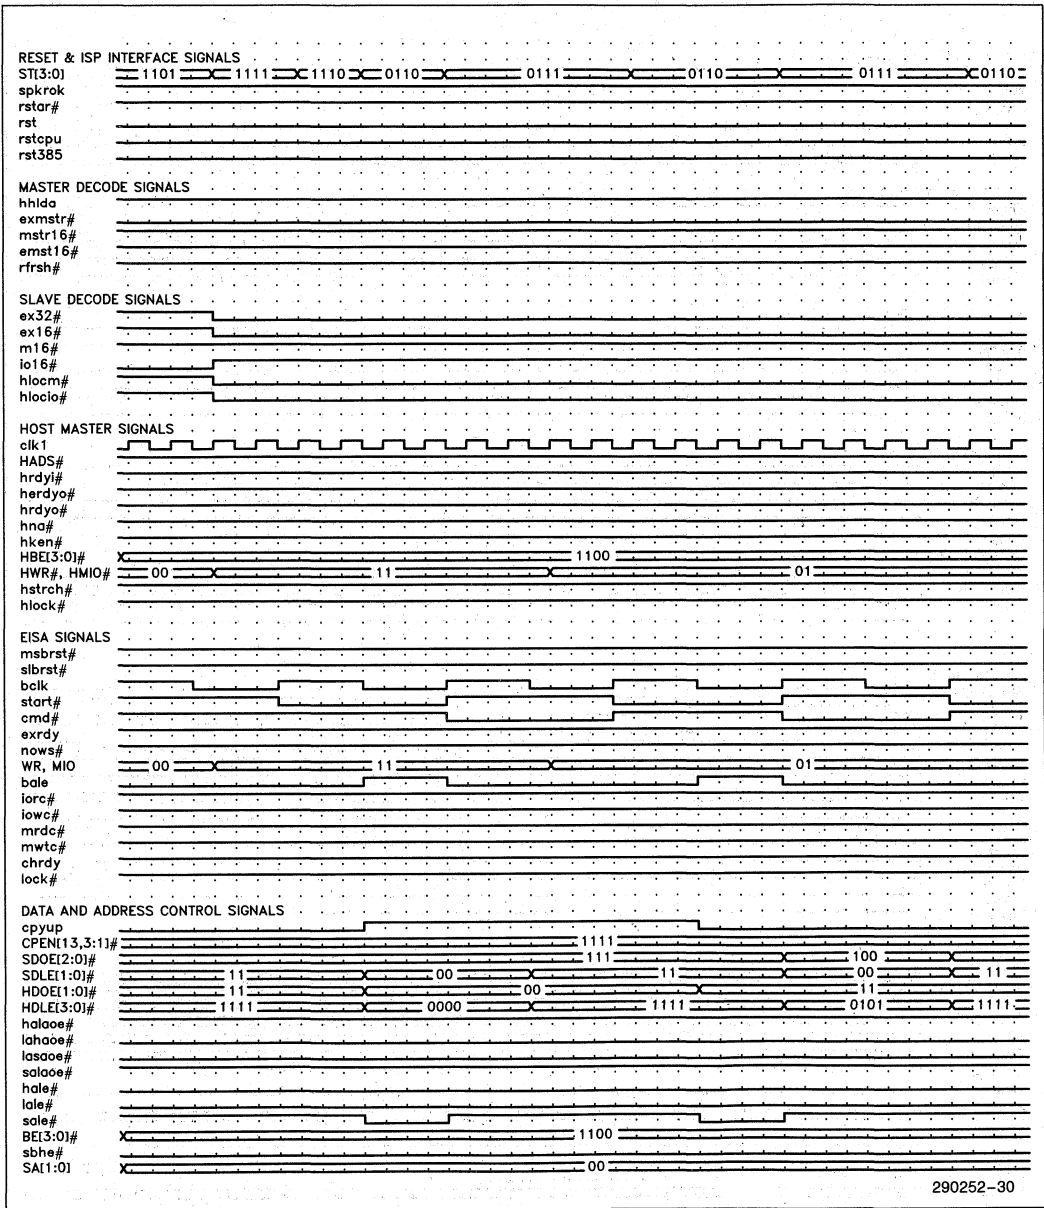 RESET & ISP INTERFACE SIGNALS
ST[3:0] 1101 1111 1110 0110 0111 0110 0111 0110
spkrok
rstar#
rst
rstcpu
rst385
MASTER DECODE SIGNALS
hhlda
exmstr#
mstr16#
emst16#
rfrsh#
SLAVE DECODE SIGNALS
ex32#
ex16#
m16#
io16#
hlocm#
hlocio#
HOST MASTER SIGNALS
clk1
HADS#
hrdyi#
herdyo#
hrdyo#
hna#
hken#
HBE[3:0]# 1100
HWR#, HMIO# 00 11 01
hstrch#
hlock#
EISA SIGNALS
msbrst#
slbrst#
bclk
start#
cmd#
exrdy
nows#
WR, MIO 00 11 01
bale
iorc#
iowc#
mrdc#
mwtc#
chrdy
lock#
DATA AND ADDRESS CONTROL SIGNALS
cpyup
CPEN[13,3:1]# 1111
SDOE[2:0]# 111 100
SDLE[1:0]# 11 00 11 00 11
HDOE[1:0]# 11 00 11
HDLE[3:0]# 1111 0000 1111 0101 1111
halaoe#
lahaoe#
lasaoe#
salaoe#
hale#
lale#
sale#
BE[3:0]# 1100
sbhe#
SA[1:0] 00
290252-30